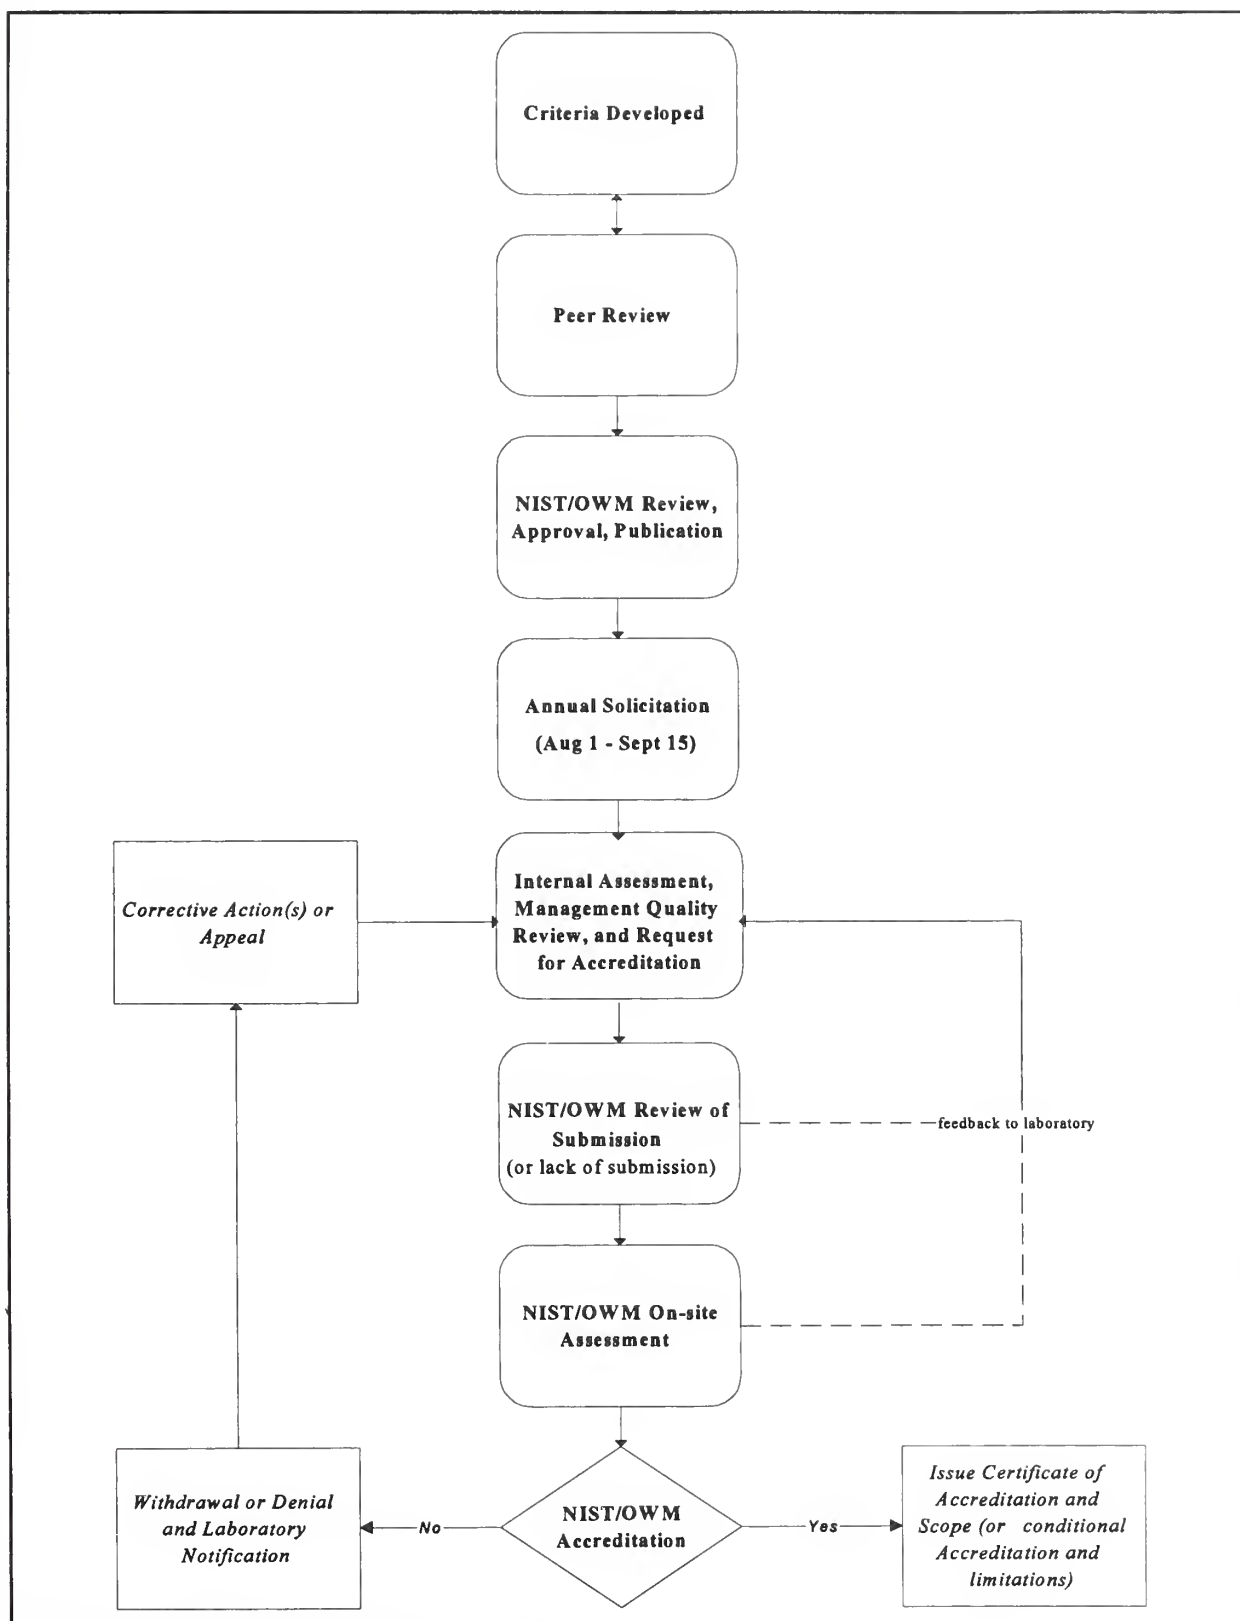 Criteria Developed
Peer Review
NIST/OWM Review,
Approval, Publication
Annual Solicitation
(Aug 1 - Sept 15)
Internal Assessment,
Management Quality
Review, and Request
for Accreditation
Corrective Action(s) or
Appeal
NIST/OWM Review of
Submission
(or lack of submission)
feedback to laboratory
NIST/OWM On-site
Assessment
Withdrawal or Denial
and Laboratory
Notification
No
NIST/OWM
Accreditation
Yes
Issue Certificate of
Accreditation and
Scope (or conditional
Accreditation and
limitations)